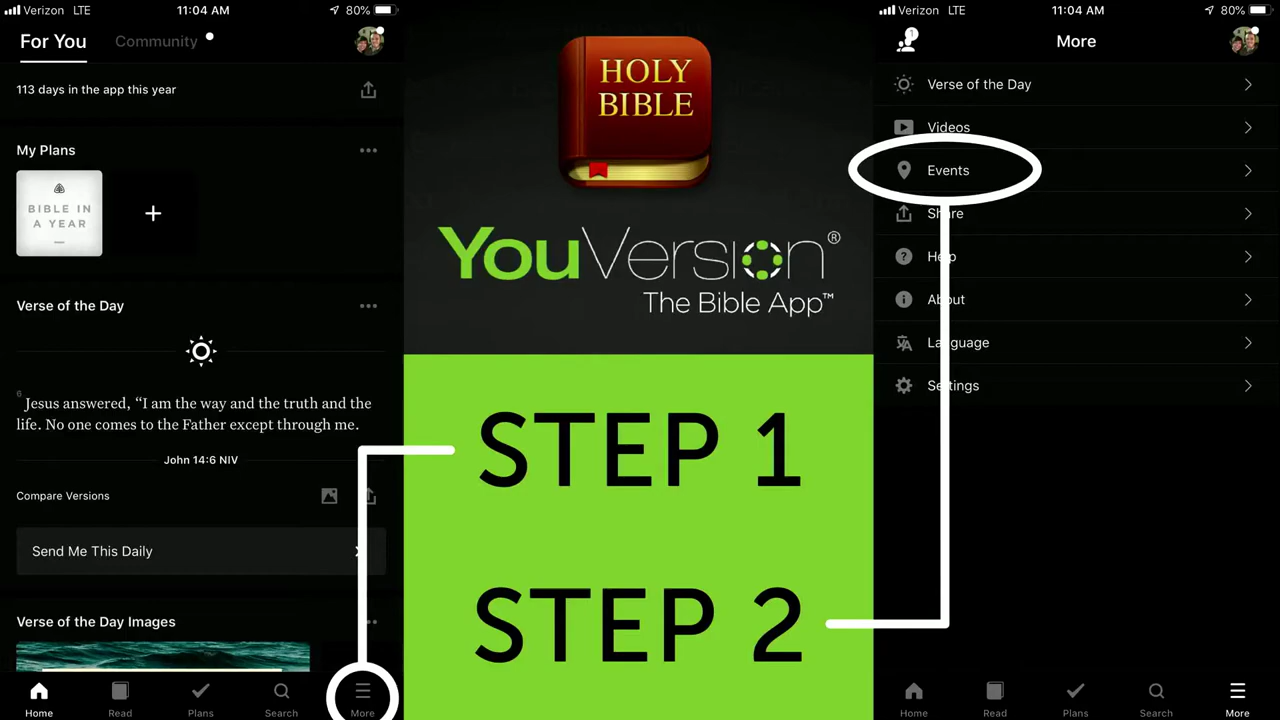 Verizon LTE 11:04 AM 80%
For You Community
113 days in the app this year
My Plans
BIBLE IN
A YEAR
Verse of the Day
6 Jesus answered, “I am the way and the truth and the
life. No one comes to the Father except through me.
John 14:6 NIV
Compare Versions
Send Me This Daily
Verse of the Day Images
Home Read Plans Search More
HOLY
BIBLE
YouVersion®
The Bible App™
STEP 1
STEP 2
Verizon LTE 11:04 AM 80%
1
More
Verse of the Day
Videos
Events
Share
Help
About
Language
Settings
Home Read Plans Search More